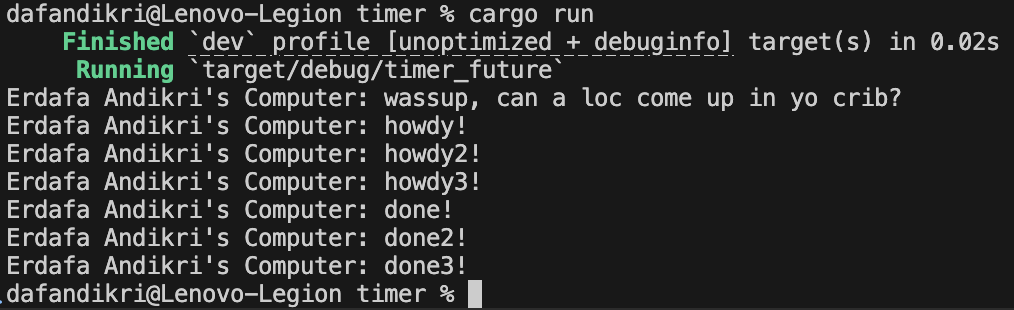 dafandikri@Lenovo-Legion timer % cargo run
Finished `dev` profile [unoptimized + debuginfo] target(s) in 0.02s
Running `target/debug/timer_future`
Erdafa Andikri's Computer: wassup, can a loc come up in yo crib?
Erdafa Andikri's Computer: howdy!
Erdafa Andikri's Computer: howdy2!
Erdafa Andikri's Computer: howdy3!
Erdafa Andikri's Computer: done!
Erdafa Andikri's Computer: done2!
Erdafa Andikri's Computer: done3!
dafandikri@Lenovo-Legion timer %